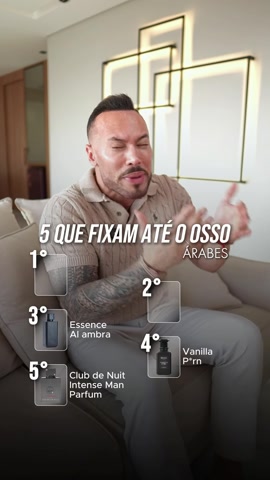 5 QUE FIXAM ATÉ O OSSO
ÁRABES
1°
2°
3°
Essence
Al ambra
4°
Vanilla
P*rn
5°
Club de Nuit
Intense Man
Parfum